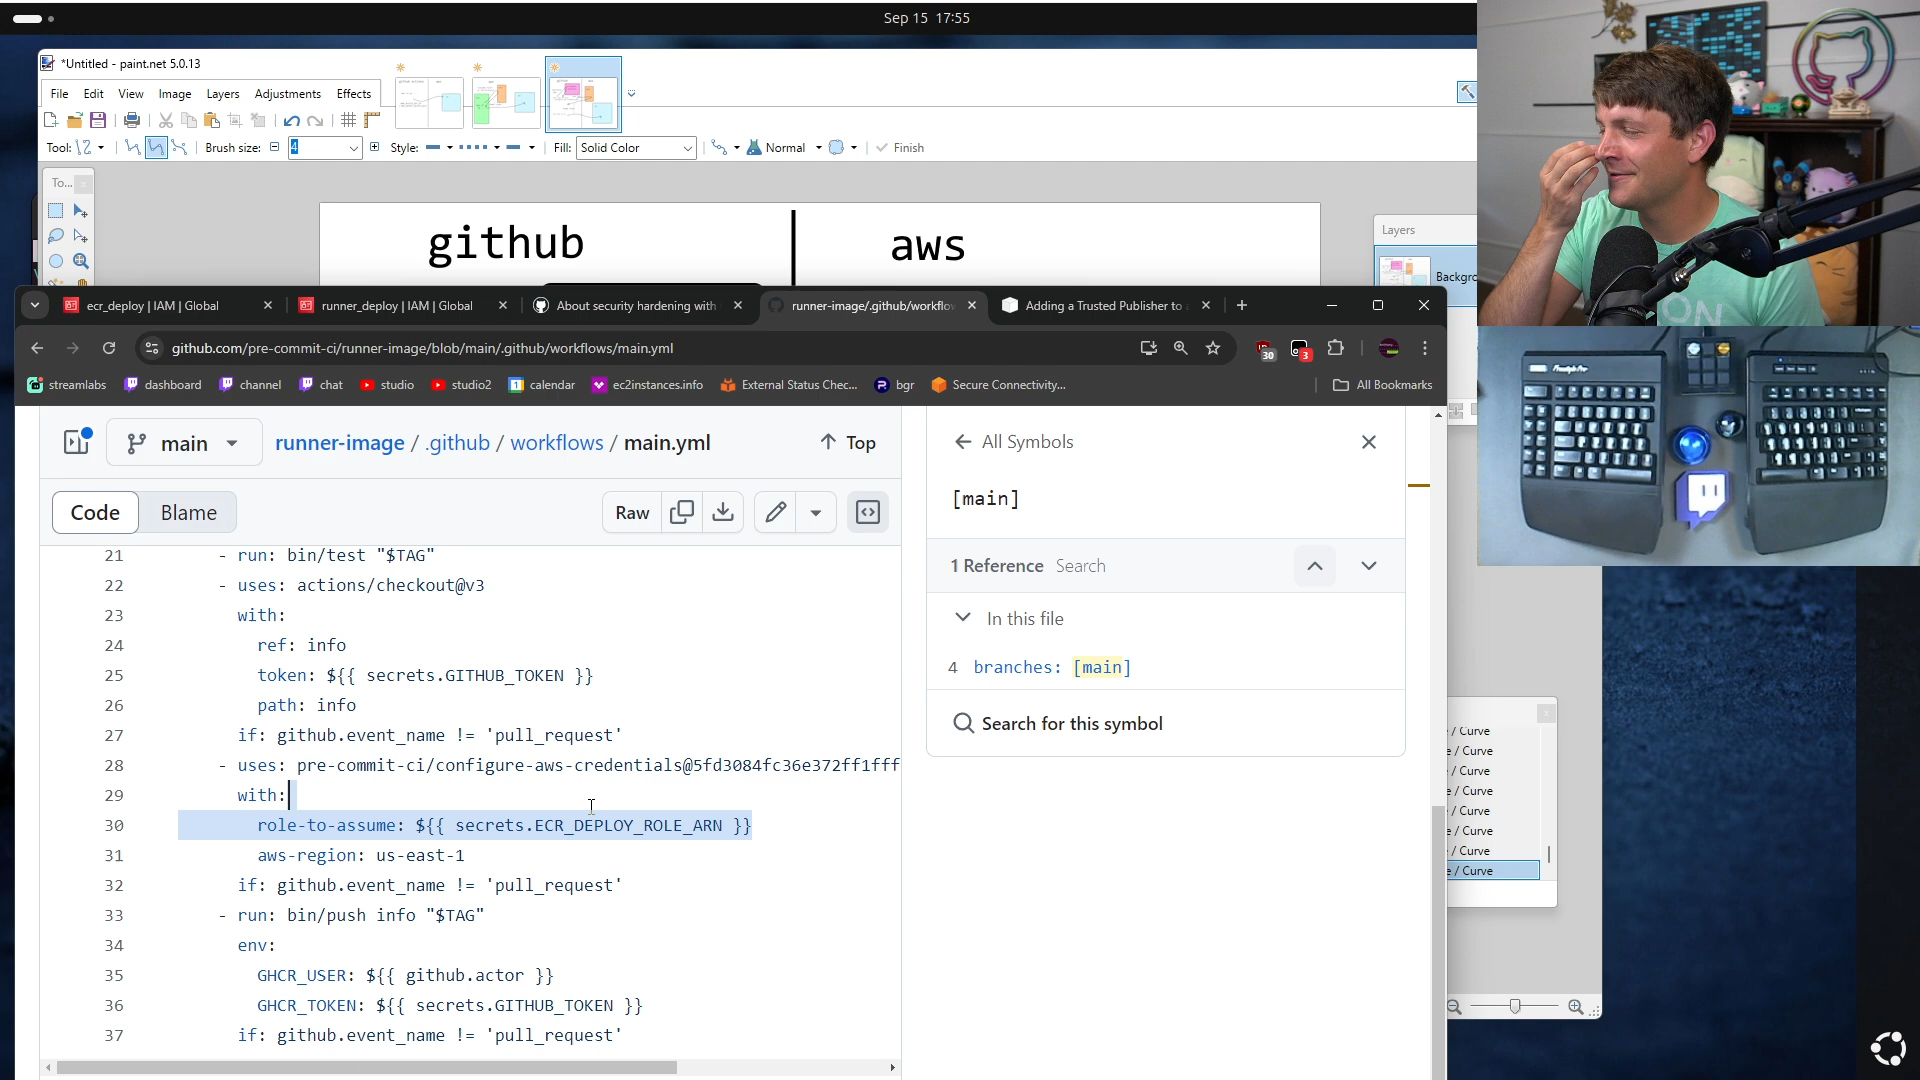 Sep 15 17:55
*Untitled - paint.net 5.0.13
File Edit View Image Layers Adjustments Effects
Tool: Brush size: 4 Style: Fill: Solid Color Normal Finish
To...
github aws
Layers
ecr_deploy | IAM | Global
runner_deploy | IAM | Global
About security hardening with
runner-image/.github/workflow
Adding a Trusted Publisher to
github.com/pre-commit-ci/runner-image/blob/main/.github/workflows/main.yml
30
3
streamlabs dashboard channel chat studio studio2 calendar ec2instances.info External Status Chec... bgr Secure Connectivity... All Bookmarks
main runner-image / .github / workflows / main.yml Top
Code Blame Raw
21 - run: bin/test "$TAG"
22 - uses: actions/checkout@v3
23 with:
24 ref: info
25 token: ${{ secrets.GITHUB_TOKEN }}
26 path: info
27 if: github.event_name != 'pull_request'
28 - uses: pre-commit-ci/configure-aws-credentials@5fd3084fc36e372ff1fff
29 with:
30 role-to-assume: ${{ secrets.ECR_DEPLOY_ROLE_ARN }}
31 aws-region: us-east-1
32 if: github.event_name != 'pull_request'
33 - run: bin/push info "$TAG"
34 env:
35 GHCR_USER: ${{ github.actor }}
36 GHCR_TOKEN: ${{ secrets.GITHUB_TOKEN }}
37 if: github.event_name != 'pull_request'
All Symbols
[main]
1 Reference Search
In this file
4 branches: [main]
Search for this symbol
/ Curve
e / Curve
e / Curve
e / Curve
e / Curve
e / Curve
/ Curve
e / Curve